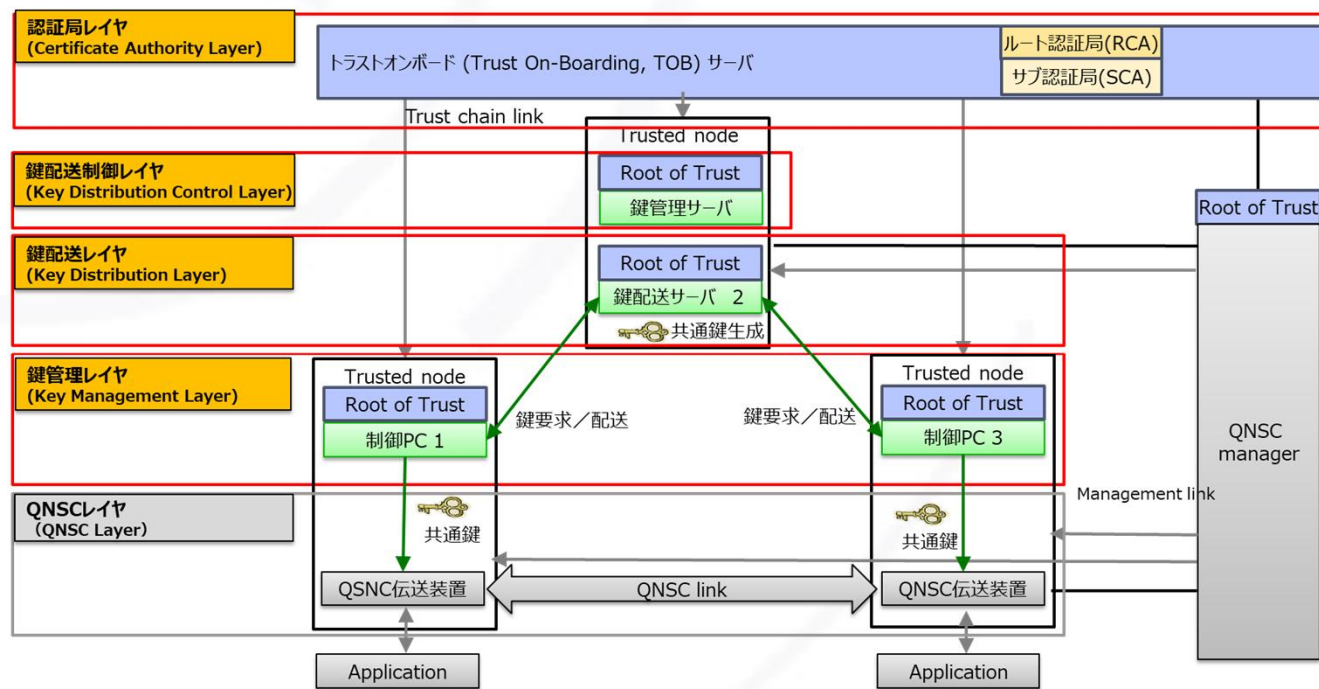 認証局レイヤ
(Certificate Authority Layer)
トラストオンボード (Trust On-Boarding, TOB) サーバ
ルート認証局(RCA)
サブ認証局(SCA)
Trust chain link
Trusted node
鍵配送制御レイヤ
(Key Distribution Control Layer)
Root of Trust
鍵管理サーバ
Root of Trust
鍵配送レイヤ
(Key Distribution Layer)
Root of Trust
鍵配送サーバ 2
共通鍵生成
鍵管理レイヤ
(Key Management Layer)
Trusted node
Root of Trust
制御PC 1
鍵要求／配送
鍵要求／配送
Trusted node
Root of Trust
制御PC 3
QNSC
manager
QNSCレイヤ
（QNSC Layer）
共通鍵
共通鍵
Management link
QSNC伝送装置
QNSC link
QNSC伝送装置
Application
Application